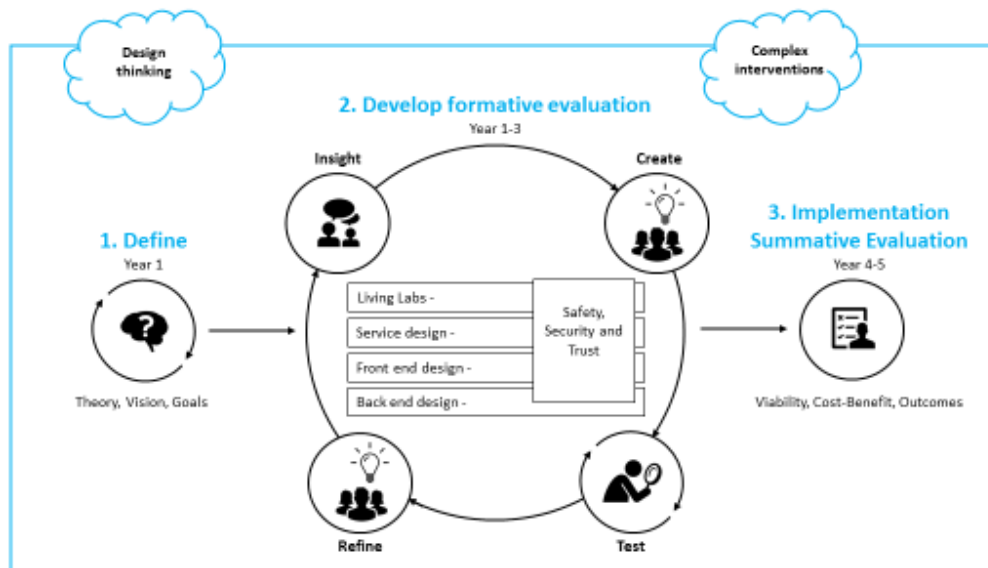 Design
thinking
Complex
interventions
2. Develop formative evaluation
Year 1-3
Insight
Create
1. Define
Year 1
3. Implementation
Summative Evaluation
Year 4-5
?
Living Labs -
Service design -
Front end design -
Back end design -
Safety,
Security and
Trust
Theory, Vision, Goals
Viability, Cost-Benefit, Outcomes
Refine
Test